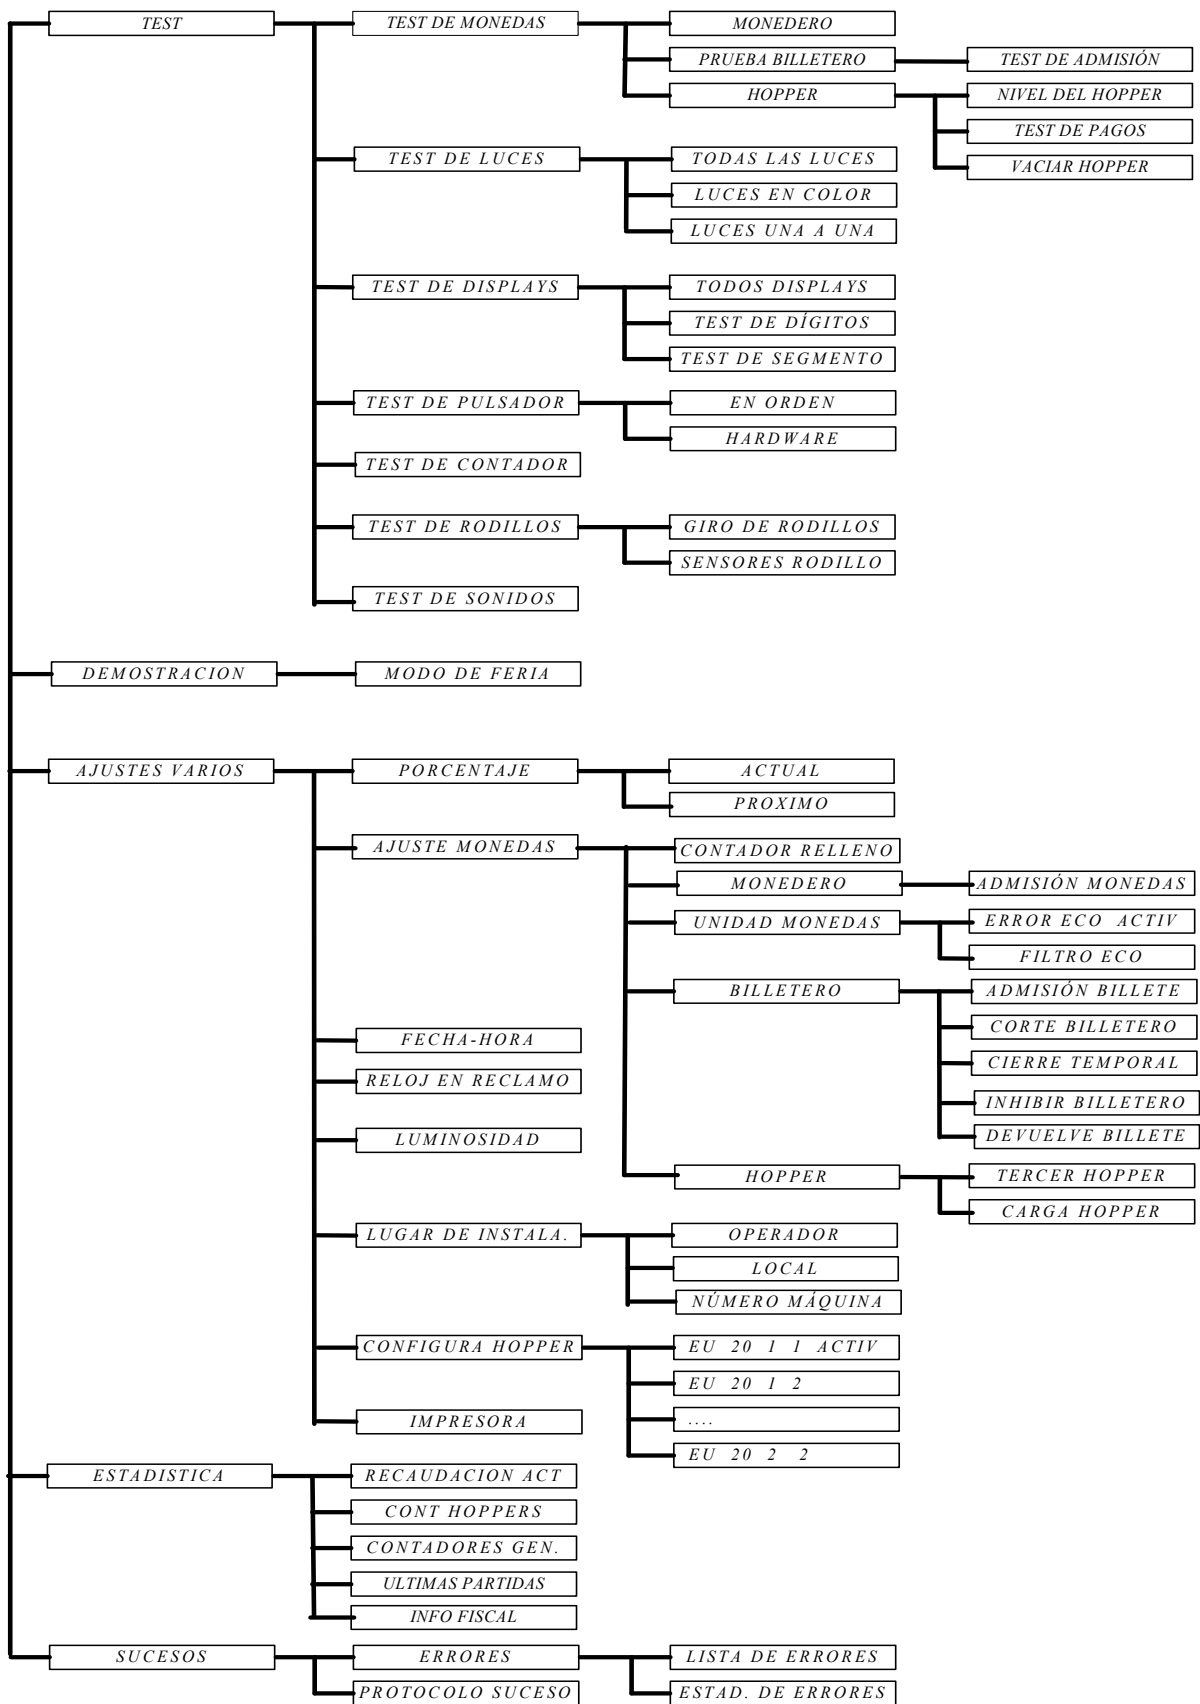 TEST
TEST DE MONEDAS
MONEDERO
PRUEBA BILLETERO
TEST DE ADMISIÓN
HOPPER
NIVEL DEL HOPPER
TEST DE PAGOS
VACIAR HOPPER
TEST DE LUCES
TODAS LAS LUCES
LUCES EN COLOR
LUCES UNA A UNA
TEST DE DISPLAYS
TODOS DISPLAYS
TEST DE DÍGITOS
TEST DE SEGMENTO
TEST DE PULSADOR
EN ORDEN
HARDWARE
TEST DE CONTADOR
TEST DE RODILLOS
GIRO DE RODILLOS
SENSORES RODILLO
TEST DE SONIDOS
DEMOSTRACION
MODO DE FERIA
AJUSTES VARIOS
PORCENTAJE
ACTUAL
PROXIMO
AJUSTE MONEDAS
CONTADOR RELLENO
MONEDERO
ADMISIÓN MONEDAS
UNIDAD MONEDAS
ERROR ECO ACTIV
FILTRO ECO
BILLETERO
ADMISIÓN BILLETE
CORTE BILLETERO
CIERRE TEMPORAL
INHIBIR BILLETERO
DEVUELVE BILLETE
HOPPER
TERCER HOPPER
CARGA HOPPER
FECHA-HORA
RELOJ EN RECLAMO
LUMINOSIDAD
LUGAR DE INSTALA.
OPERADOR
LOCAL
NÚMERO MÁQUINA
CONFIGURA HOPPER
EU 20 1 1 ACTIV
EU 20 1 2
....
EU 20 2 2
IMPRESORA
ESTADISTICA
RECAUDACION ACT
CONT HOPPERS
CONTADORES GEN.
ULTIMAS PARTIDAS
INFO FISCAL
SUCESOS
ERRORES
LISTA DE ERRORES
ESTAD. DE ERRORES
PROTOCOLO SUCESO